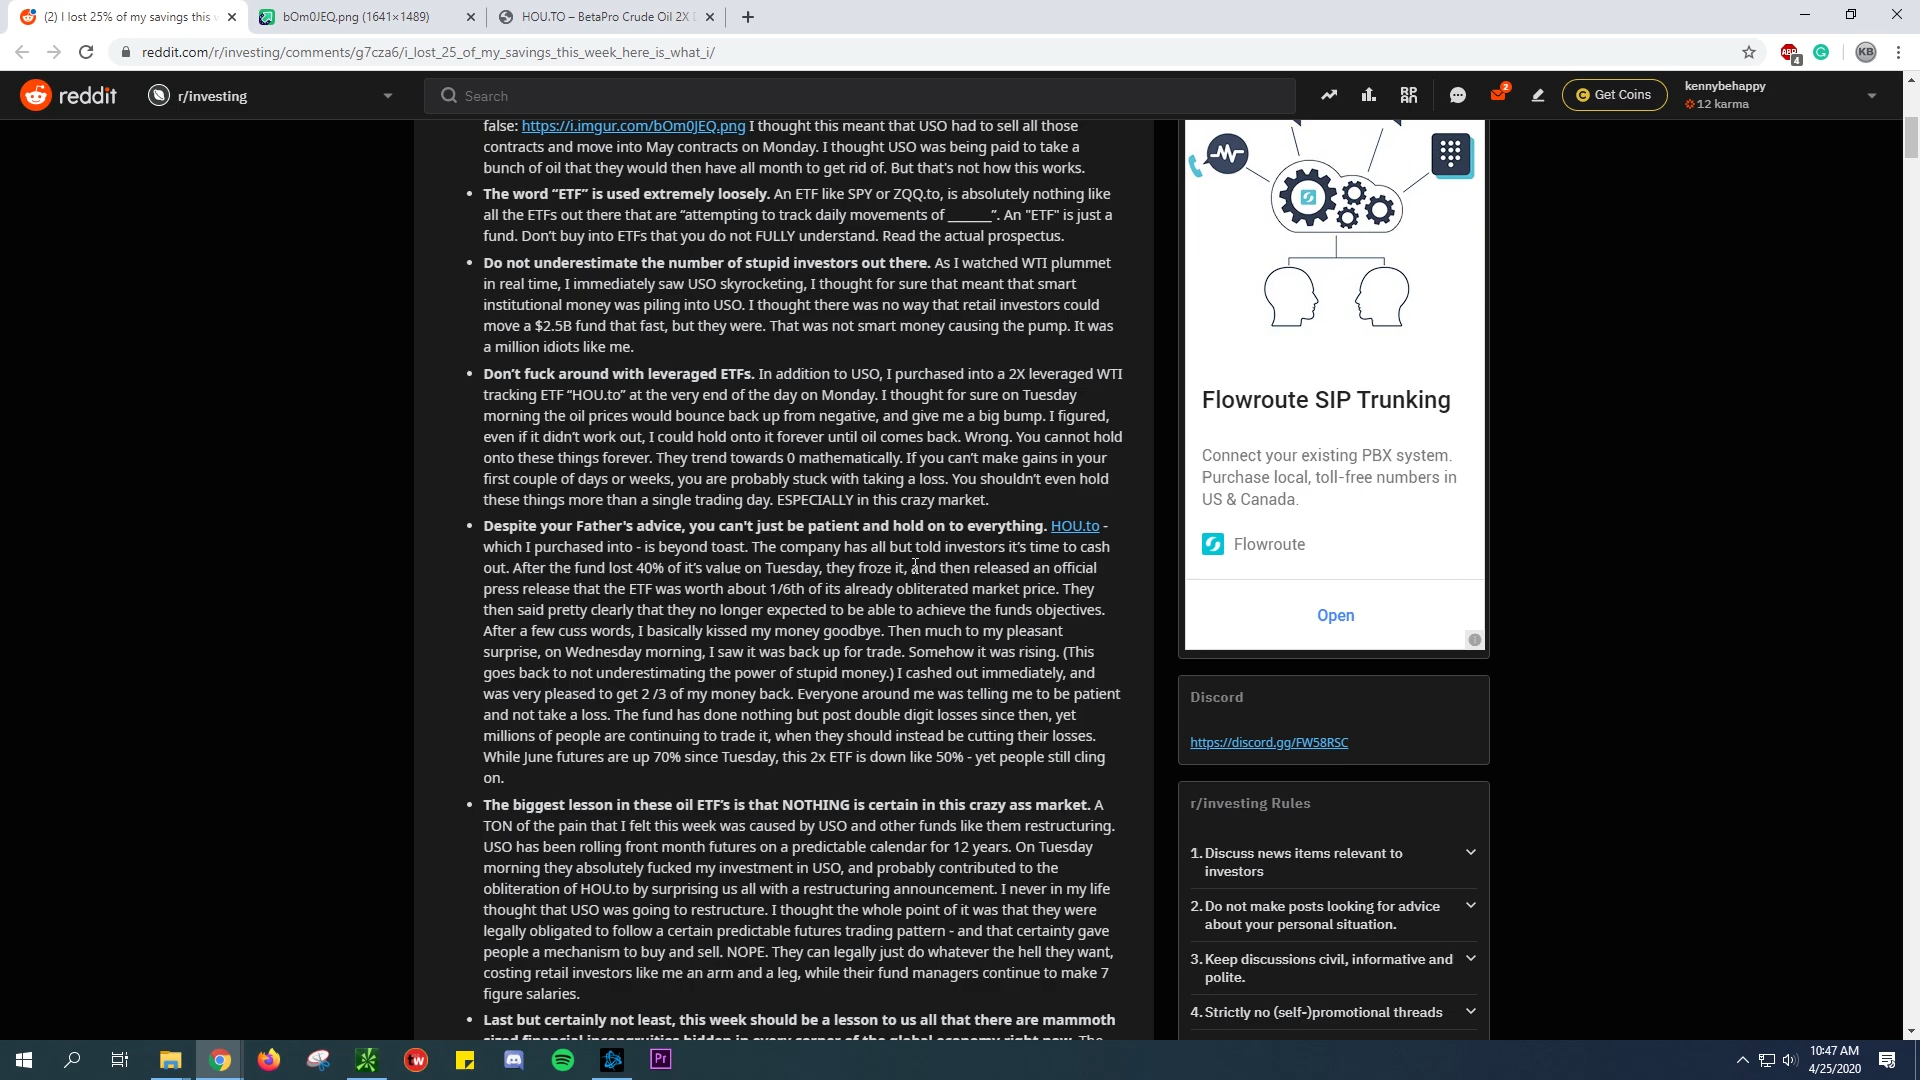 (2) I lost 25% of my savings this w
bOm0JEQ.png (1641×1489)
HOU.TO – BetaPro Crude Oil 2X D
reddit.com/r/investing/comments/g7cza6/i_lost_25_of_my_savings_this_week_here_is_what_i/
ABP
4
KB
reddit
r/investing
Search
2
Get Coins
kennybehappy
12 karma
false: https://i.imgur.com/bOm0JEQ.png I thought this meant that USO had to sell all those
contracts and move into May contracts on Monday. I thought USO was being paid to take a
bunch of oil that they would then have all month to get rid of. But that's not how this works.
• The word “ETF” is used extremely loosely. An ETF like SPY or ZQQ.to, is absolutely nothing like
all the ETFs out there that are “attempting to track daily movements of _______”. An "ETF" is just a
fund. Don’t buy into ETFs that you do not FULLY understand. Read the actual prospectus.
• Do not underestimate the number of stupid investors out there. As I watched WTI plummet
in real time, I immediately saw USO skyrocketing, I thought for sure that meant that smart
institutional money was piling into USO. I thought there was no way that retail investors could
move a $2.5B fund that fast, but they were. That was not smart money causing the pump. It was
a million idiots like me.
• Don’t fuck around with leveraged ETFs. In addition to USO, I purchased into a 2X leveraged WTI
tracking ETF “HOU.to” at the very end of the day on Monday. I thought for sure on Tuesday
morning the oil prices would bounce back up from negative, and give me a big bump. I figured,
even if it didn’t work out, I could hold onto it forever until oil comes back. Wrong. You cannot hold
onto these things forever. They trend towards 0 mathematically. If you can’t make gains in your
first couple of days or weeks, you are probably stuck with taking a loss. You shouldn’t even hold
these things more than a single trading day. ESPECIALLY in this crazy market.
• Despite your Father's advice, you can't just be patient and hold on to everything. HOU.to -
which I purchased into - is beyond toast. The company has all but told investors it’s time to cash
out. After the fund lost 40% of it’s value on Tuesday, they froze it, and then released an official
press release that the ETF was worth about 1/6th of its already obliterated market price. They
then said pretty clearly that they no longer expected to be able to achieve the funds objectives.
After a few cuss words, I basically kissed my money goodbye. Then much to my pleasant
surprise, on Wednesday morning, I saw it was back up for trade. Somehow it was rising. (This
goes back to not underestimating the power of stupid money.) I cashed out immediately, and
was very pleased to get 2 /3 of my money back. Everyone around me was telling me to be patient
and not take a loss. The fund has done nothing but post double digit losses since then, yet
millions of people are continuing to trade it, when they should instead be cutting their losses.
While June futures are up 70% since Tuesday, this 2x ETF is down like 50% - yet people still cling
on.
• The biggest lesson in these oil ETF’s is that NOTHING is certain in this crazy ass market. A
TON of the pain that I felt this week was caused by USO and other funds like them restructuring.
USO has been rolling front month futures on a predictable calendar for 12 years. On Tuesday
morning they absolutely fucked my investment in USO, and probably contributed to the
obliteration of HOU.to by surprising us all with a restructuring announcement. I never in my life
thought that USO was going to restructure. I thought the whole point of it was that they were
legally obligated to follow a certain predictable futures trading pattern - and that certainty gave
people a mechanism to buy and sell. NOPE. They can legally just do whatever the hell they want,
costing retail investors like me an arm and a leg, while their fund managers continue to make 7
figure salaries.
• Last but certainly not least, this week should be a lesson to us all that there are mammoth
sized financial incongruities hidden in every corner of the global economy right now. The
Flowroute SIP Trunking
Connect your existing PBX system.
Purchase local, toll-free numbers in
US & Canada.
Flowroute
Open
Discord
https://discord.gg/FW58RSC
r/investing Rules
1. Discuss news items relevant to
investors
2. Do not make posts looking for advice
about your personal situation.
3. Keep discussions civil, informative and
polite.
4. Strictly no (self-)promotional threads
tw
Pr
10:47 AM
4/25/2020